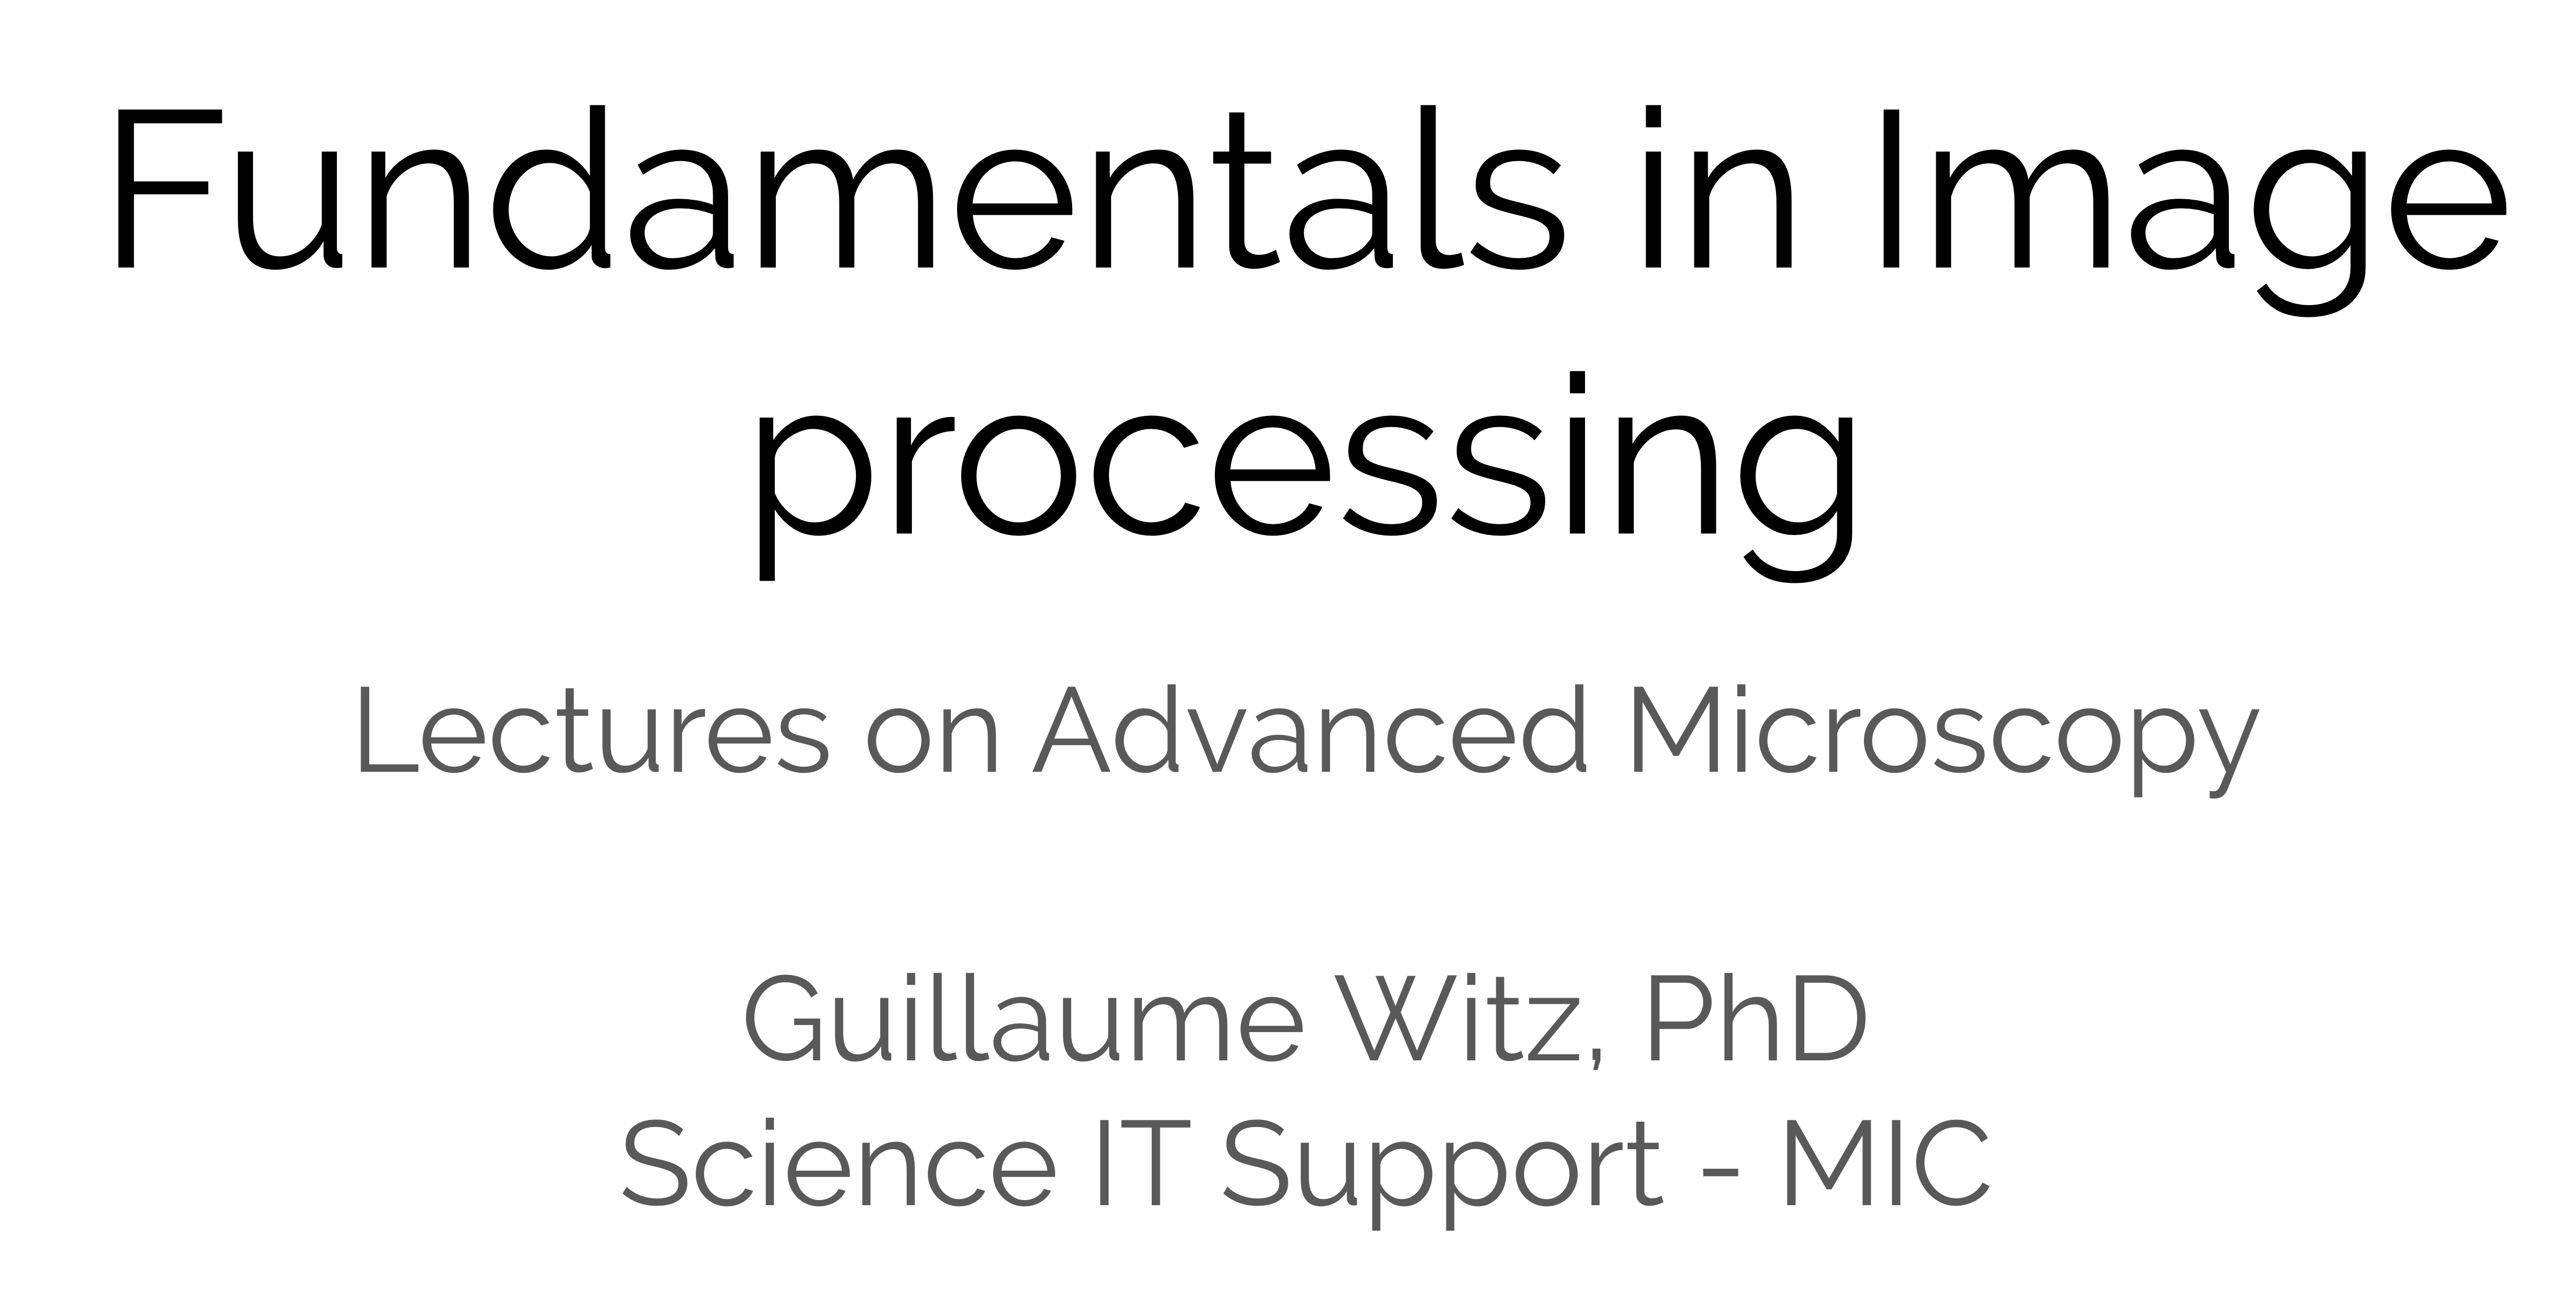 Fundamentals in Image
processing
Lectures on Advanced Microscopy
Guillaume Witz, PhD
Science IT Support - MIC